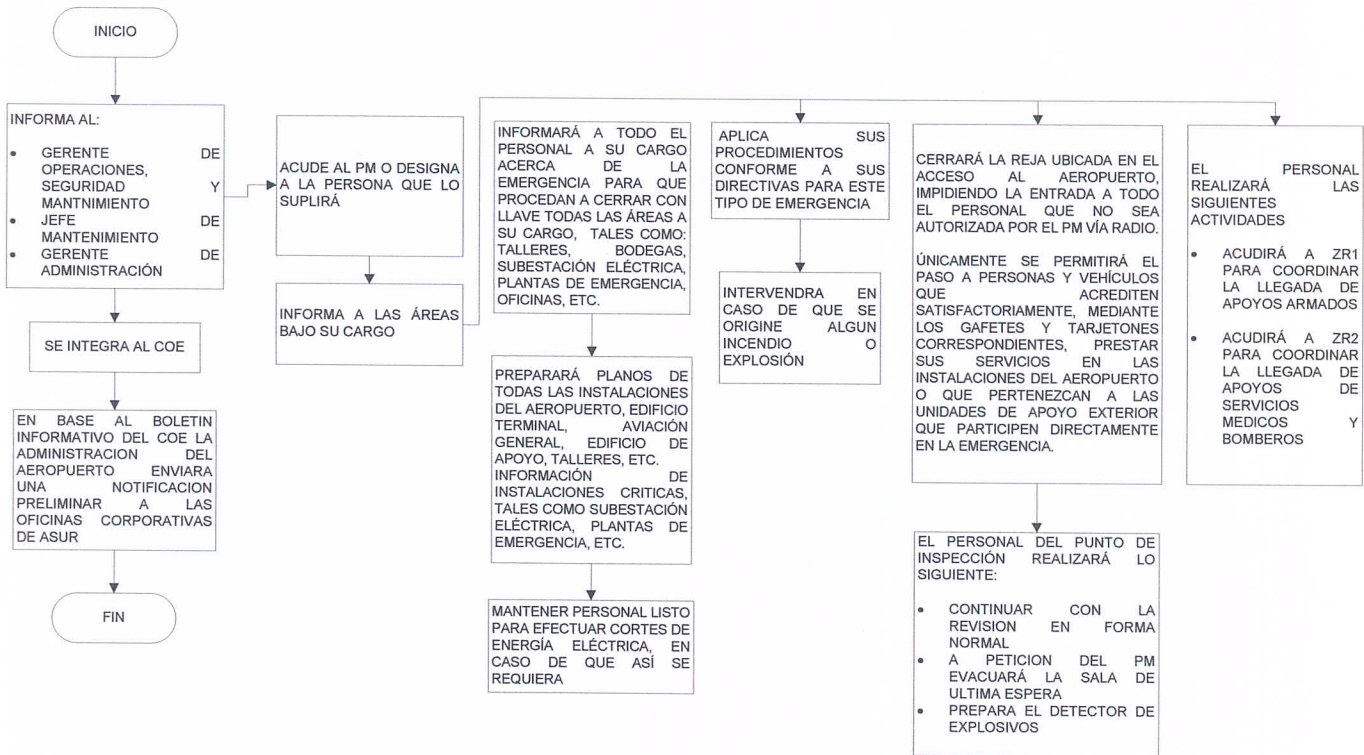 INICIO
INFORMA AL:
• GERENTE DE
OPERACIONES,
SEGURIDAD Y
MANTNIMIENTO
• JEFE DE
MANTENIMIENTO
• GERENTE DE
ADMINISTRACIÓN
SE INTEGRA AL COE
EN BASE AL BOLETIN
INFORMATIVO DEL COE LA
ADMINISTRACION DEL
AEROPUERTO ENVIARA
UNA NOTIFICACION
PRELIMINAR A LAS
OFICINAS CORPORATIVAS
DE ASUR
FIN
ACUDE AL PM O DESIGNA
A LA PERSONA QUE LO
SUPLIRÁ
INFORMA A LAS ÁREAS
BAJO SU CARGO
INFORMARÁ A TODO EL
PERSONAL A SU CARGO
ACERCA DE LA
EMERGENCIA PARA QUE
PROCEDAN A CERRAR CON
LLAVE TODAS LAS ÁREAS A
SU CARGO, TALES COMO:
TALLERES, BODEGAS,
SUBESTACIÓN ELÉCTRICA,
PLANTAS DE EMERGENCIA,
OFICINAS, ETC.
PREPARARÁ PLANOS DE
TODAS LAS INSTALACIONES
DEL AEROPUERTO, EDIFICIO
TERMINAL, AVIACIÓN
GENERAL, EDIFICIO DE
APOYO, TALLERES, ETC.
INFORMACIÓN DE
INSTALACIONES CRITICAS,
TALES COMO SUBESTACIÓN
ELÉCTRICA, PLANTAS DE
EMERGENCIA, ETC.
MANTENER PERSONAL LISTO
PARA EFECTUAR CORTES DE
ENERGÍA ELÉCTRICA, EN
CASO DE QUE ASÍ SE
REQUIERA
APLICA SUS
PROCEDIMIENTOS
CONFORME A SUS
DIRECTIVAS PARA ESTE
TIPO DE EMERGENCIA
INTERVENDRA EN
CASO DE QUE SE
ORIGINE ALGUN
INCENDIO O
EXPLOSIÓN
CERRARÁ LA REJA UBICADA EN EL
ACCESO AL AEROPUERTO,
IMPIDIENDO LA ENTRADA A TODO
EL PERSONAL QUE NO SEA
AUTORIZADA POR EL PM VÍA RADIO.
ÚNICAMENTE SE PERMITIRÁ EL
PASO A PERSONAS Y VEHÍCULOS
QUE ACREDITEN
SATISFACTORIAMENTE, MEDIANTE
LOS GAFETES Y TARJETONES
CORRESPONDIENTES, PRESTAR
SUS SERVICIOS EN LAS
INSTALACIONES DEL AEROPUERTO
O QUE PERTENEZCAN A LAS
UNIDADES DE APOYO EXTERIOR
QUE PARTICIPEN DIRECTAMENTE
EN LA EMERGENCIA.
EL PERSONAL DEL PUNTO DE
INSPECCIÓN REALIZARÁ LO
SIGUIENTE:
• CONTINUAR CON LA
REVISION EN FORMA
NORMAL
• A PETICION DEL PM
EVACUARÁ LA SALA DE
ULTIMA ESPERA
• PREPARA EL DETECTOR DE
EXPLOSIVOS
EL PERSONAL
REALIZARÁ LAS
SIGUIENTES
ACTIVIDADES
• ACUDIRÁ A ZR1
PARA COORDINAR
LA LLEGADA DE
APOYOS ARMADOS
• ACUDIRÁ A ZR2
PARA COORDINAR
LA LLEGADA DE
APOYOS DE
SERVICIOS
MEDICOS Y
BOMBEROS